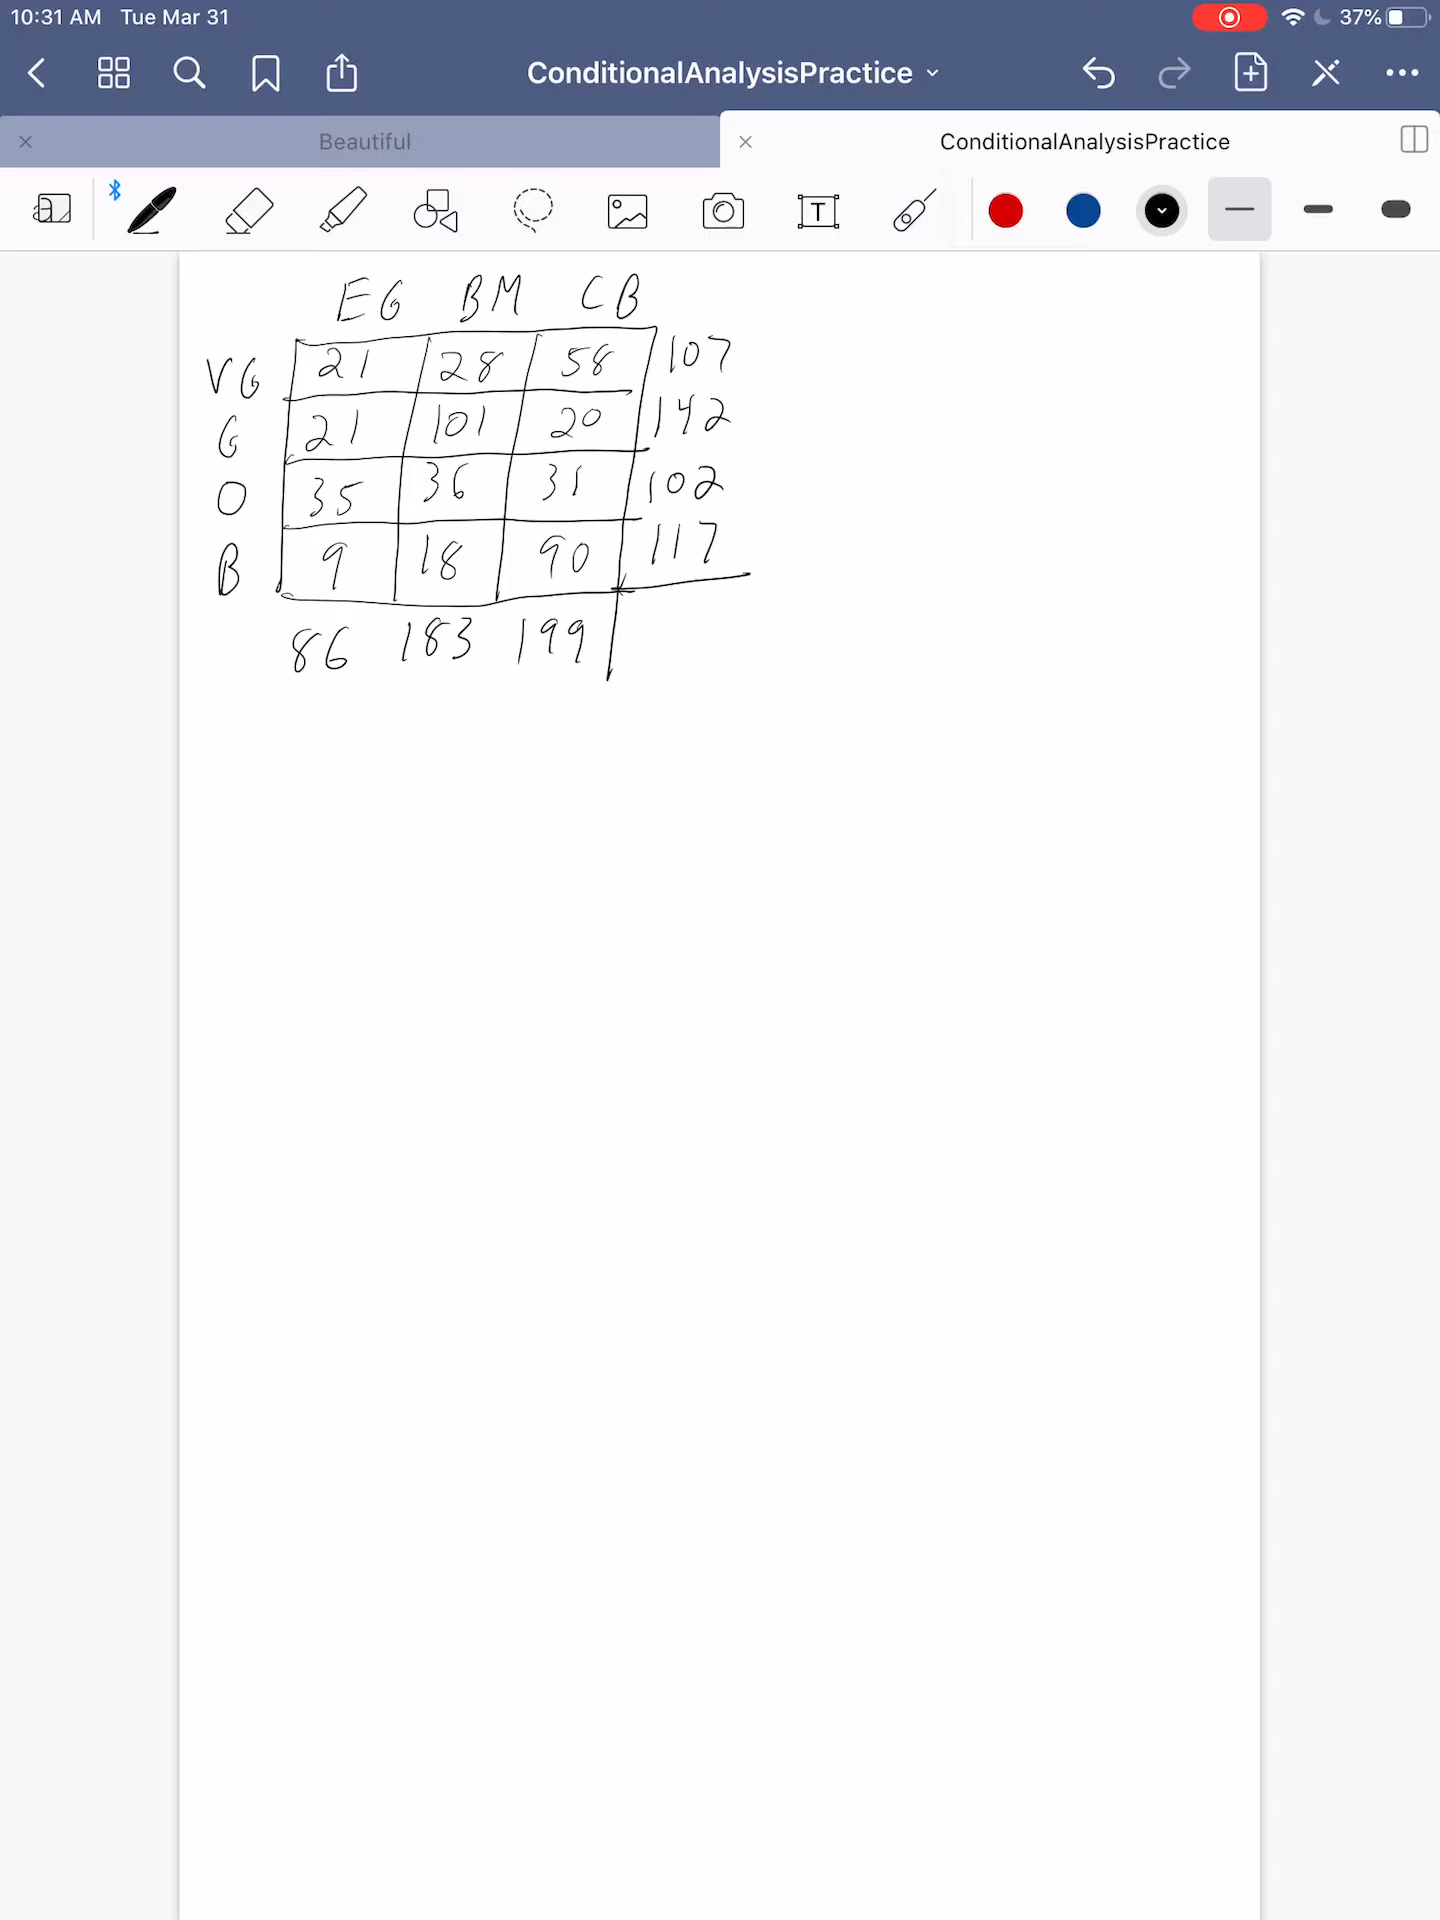 10:31 AM Tue Mar 31 37%
ConditionalAnalysisPractice
Beautiful ConditionalAnalysisPractice
EG BM CB
VG 21 28 58 107
G 21 101 20 142
O 35 36 31 102
B 9 18 90 117
86 183 199